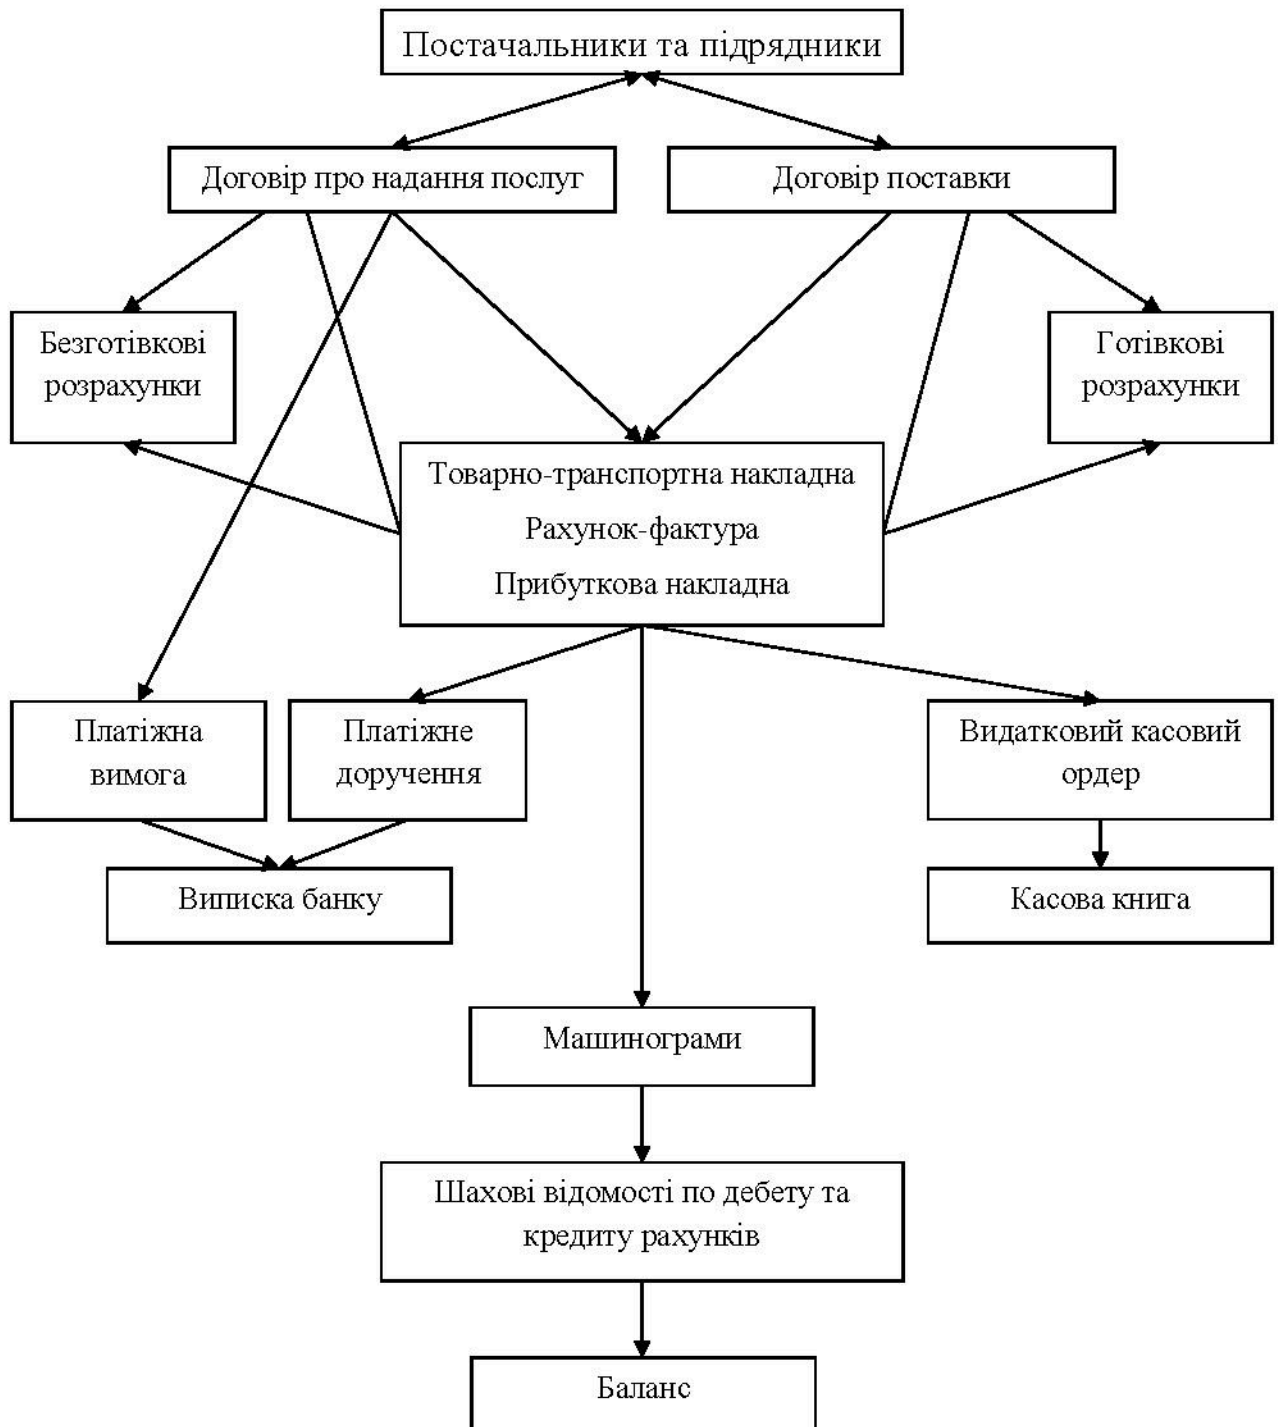 Постачальники та підрядники
Договір про надання послуг
Договір поставки
Безготівкові
розрахунки
Готівкові
розрахунки
Товарно-транспортна накладна
Рахунок-фактура
Прибуткова накладна
Платіжна
вимога
Платіжне
доручення
Видатковий касовий
ордер
Виписка банку
Касова книга
Машинограми
Шахові відомості по дебету та
кредиту рахунків
Баланс